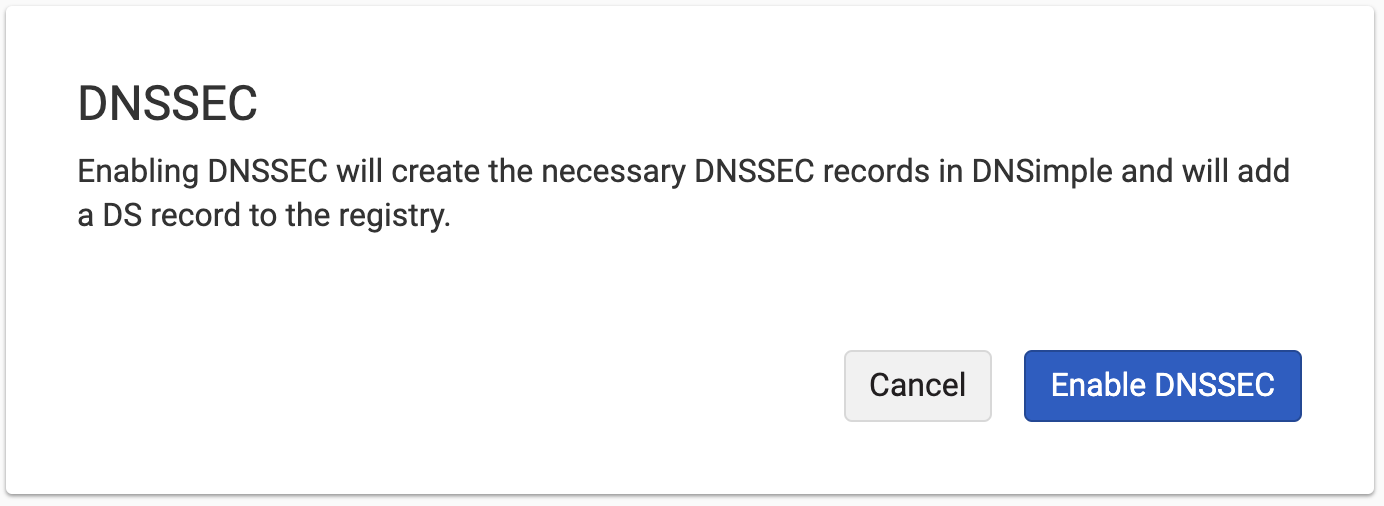 DNSSEC
Enabling DNSSEC will create the necessary DNSSEC records in DNSimple and will add
a DS record to the registry.
Cancel
Enable DNSSEC